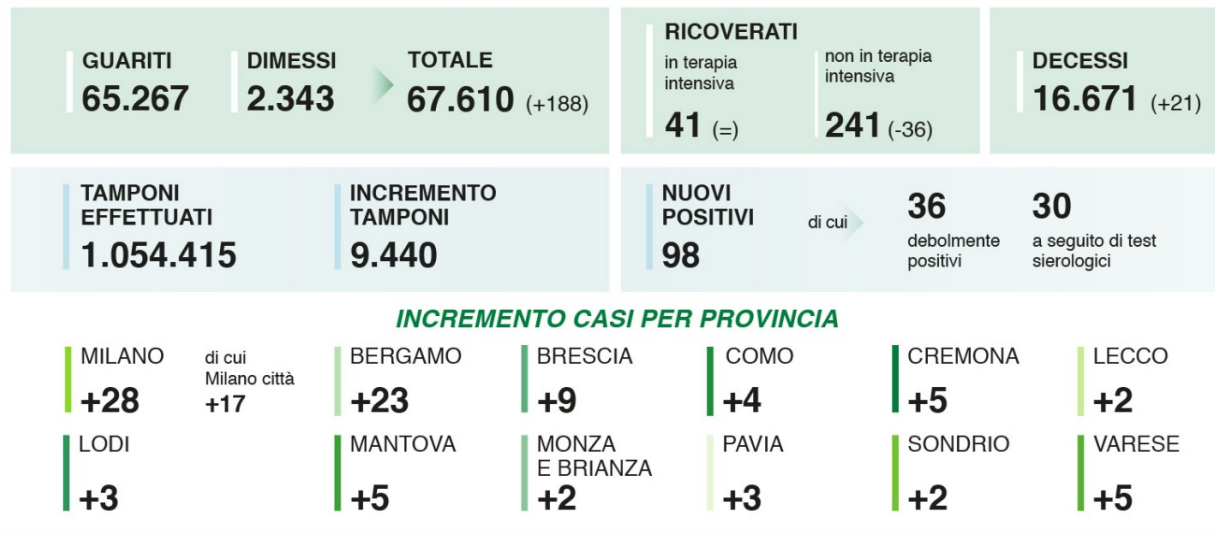 GUARITI
65.267
DIMESSI
2.343
TOTALE
67.610 (+188)
RICOVERATI
in terapia
intensiva
41 (=)
non in terapia
intensiva
241 (-36)
DECESSI
16.671 (+21)
TAMPONI
EFFETTUATI
1.054.415
INCREMENTO
TAMPONI
9.440
NUOVI
POSITIVI
98
di cui
36
debolmente
positivi
30
a seguito di test
sierologici
INCREMENTO CASI PER PROVINCIA
MILANO
+28
di cui
Milano città
+17
BERGAMO
+23
BRESCIA
+9
COMO
+4
CREMONA
+5
LECCO
+2
LODI
+3
MANTOVA
+5
MONZA
E BRIANZA
+2
PAVIA
+3
SONDRIO
+2
VARESE
+5